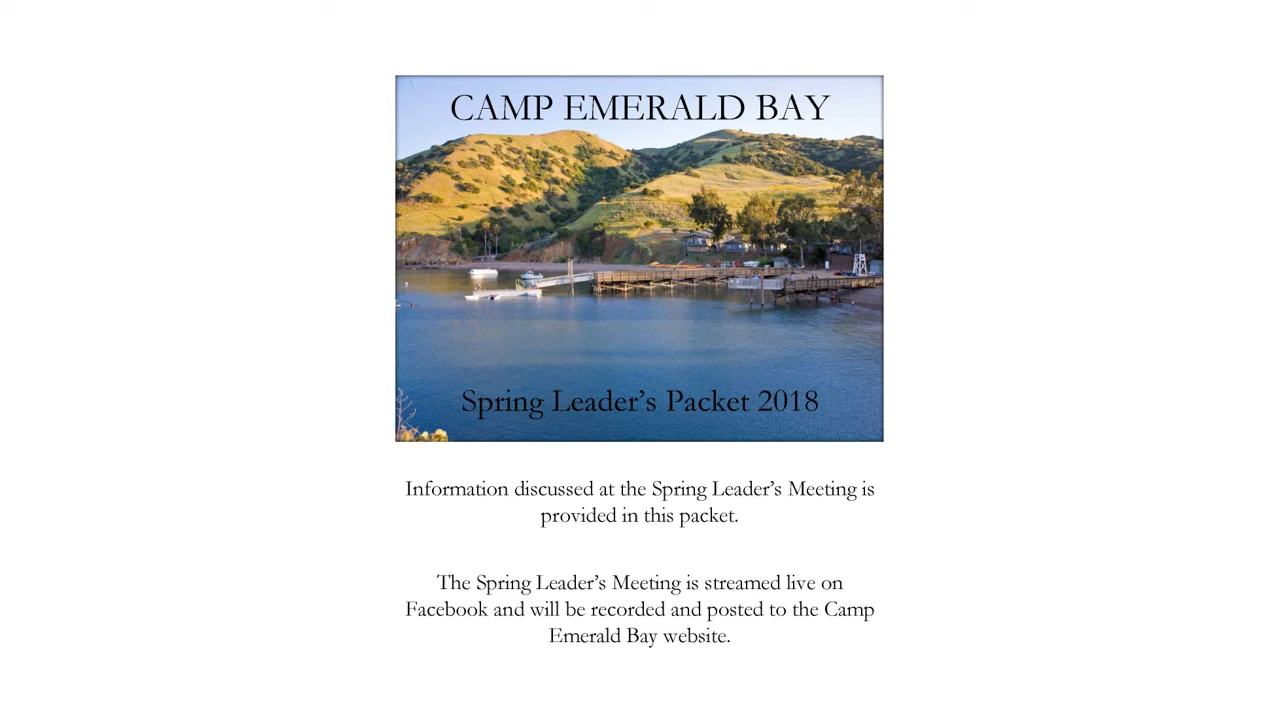 CAMP EMERALD BAY
Spring Leader’s Packet 2018
Information discussed at the Spring Leader’s Meeting is
provided in this packet.
The Spring Leader’s Meeting is streamed live on
Facebook and will be recorded and posted to the Camp
Emerald Bay website.